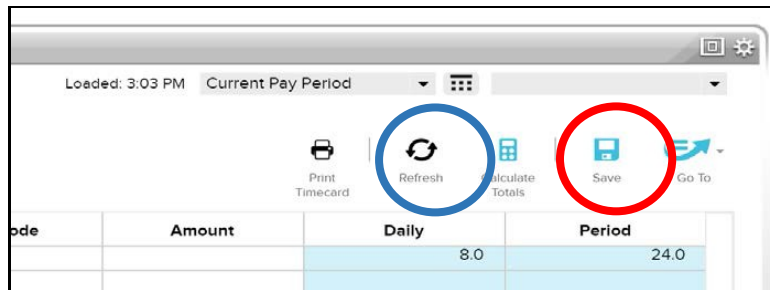 Loaded: 3:03 PM Current Pay Period
Print Timecard
Refresh
Calculate Totals
Save
Go To
ode Amount Daily Period
8.0 24.0